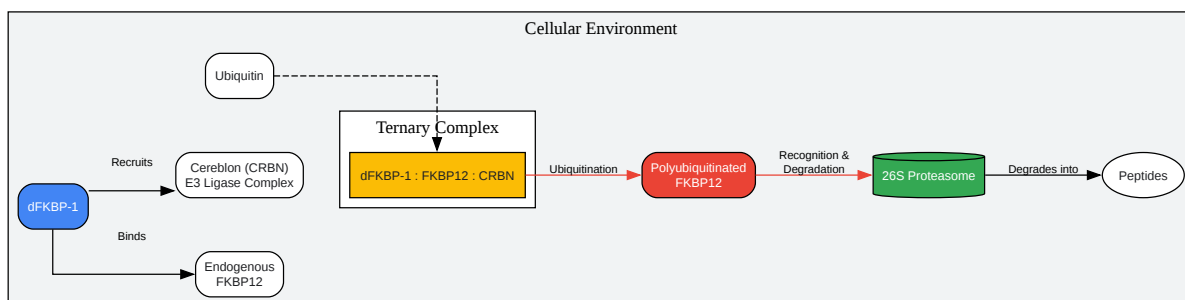 Cellular Environment
Ubiquitin
Ternary Complex
dFKBP-1 : FKBP12 : CRBN
Recruits
Cereblon (CRBN)
E3 Ligase Complex
dFKBP-1
Binds
Endogenous
FKBP12
Ubiquitination
Polyubiquitinated
FKBP12
Recognition &
Degradation
26S Proteasome
Degrades into
Peptides